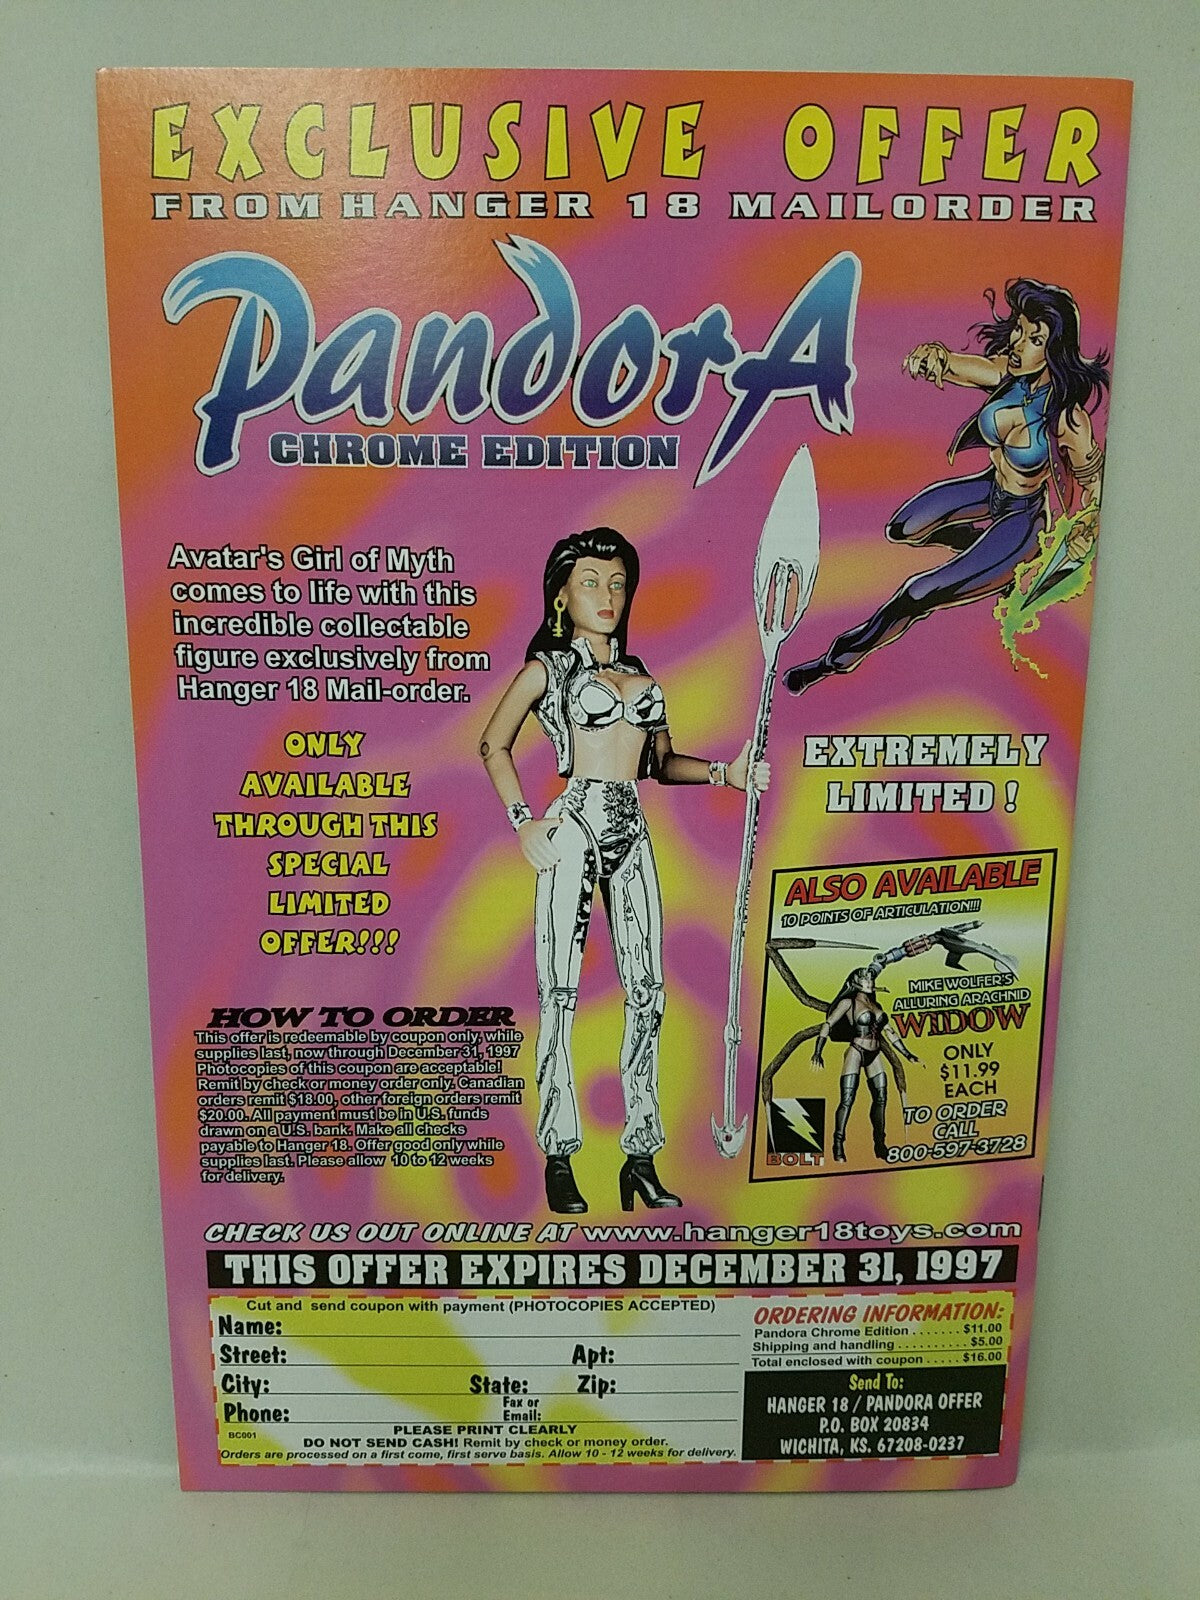 EXCLUSIVE OFFER
FROM HANGER 18 MAILORDER
PandorA
CHROME EDITION
Avatar's Girl of Myth
comes to life with this
incredible collectable
figure exclusively from
Hanger 18 Mail-order.
ONLY
AVAILABLE
THROUGH THIS
SPECIAL
LIMITED
OFFER!!!
EXTREMELY
LIMITED !
ALSO AVAILABLE
10 POINTS OF ARTICULATION!!!
MIKE WOLFER'S
ALLURING ARACHNID
WIDOW
ONLY
$11.99
EACH
TO ORDER
CALL
800-597-3728
BOLT
HOW TO ORDER
This offer is redeemable by coupon only, while
supplies last, now through December 31, 1997
Photocopies of this coupon are acceptable!
Remit by check or money order only. Canadian
orders remit $18.00, other foreign orders remit
$20.00. All payment must be in U.S. funds
drawn on a U.S. bank. Make all checks
payable to Hanger 18. Offer good only while
supplies last. Please allow 10 to 12 weeks
for delivery.
CHECK US OUT ONLINE AT www.hanger18toys.com
THIS OFFER EXPIRES DECEMBER 31, 1997
Cut and send coupon with payment (PHOTOCOPIES ACCEPTED)
Name:
Street: Apt:
City: State: Zip:
Phone: Fax or
Email:
BC001
PLEASE PRINT CLEARLY
DO NOT SEND CASH! Remit by check or money order.
Orders are processed on a first come, first serve basis. Allow 10 - 12 weeks for delivery.
ORDERING INFORMATION:
Pandora Chrome Edition . . . . . . . $11.00
Shipping and handling . . . . . . . . . . $5.00
Total enclosed with coupon . . . . . $16.00
Send To:
HANGER 18 / PANDORA OFFER
P.O. BOX 20834
WICHITA, KS. 67208-0237